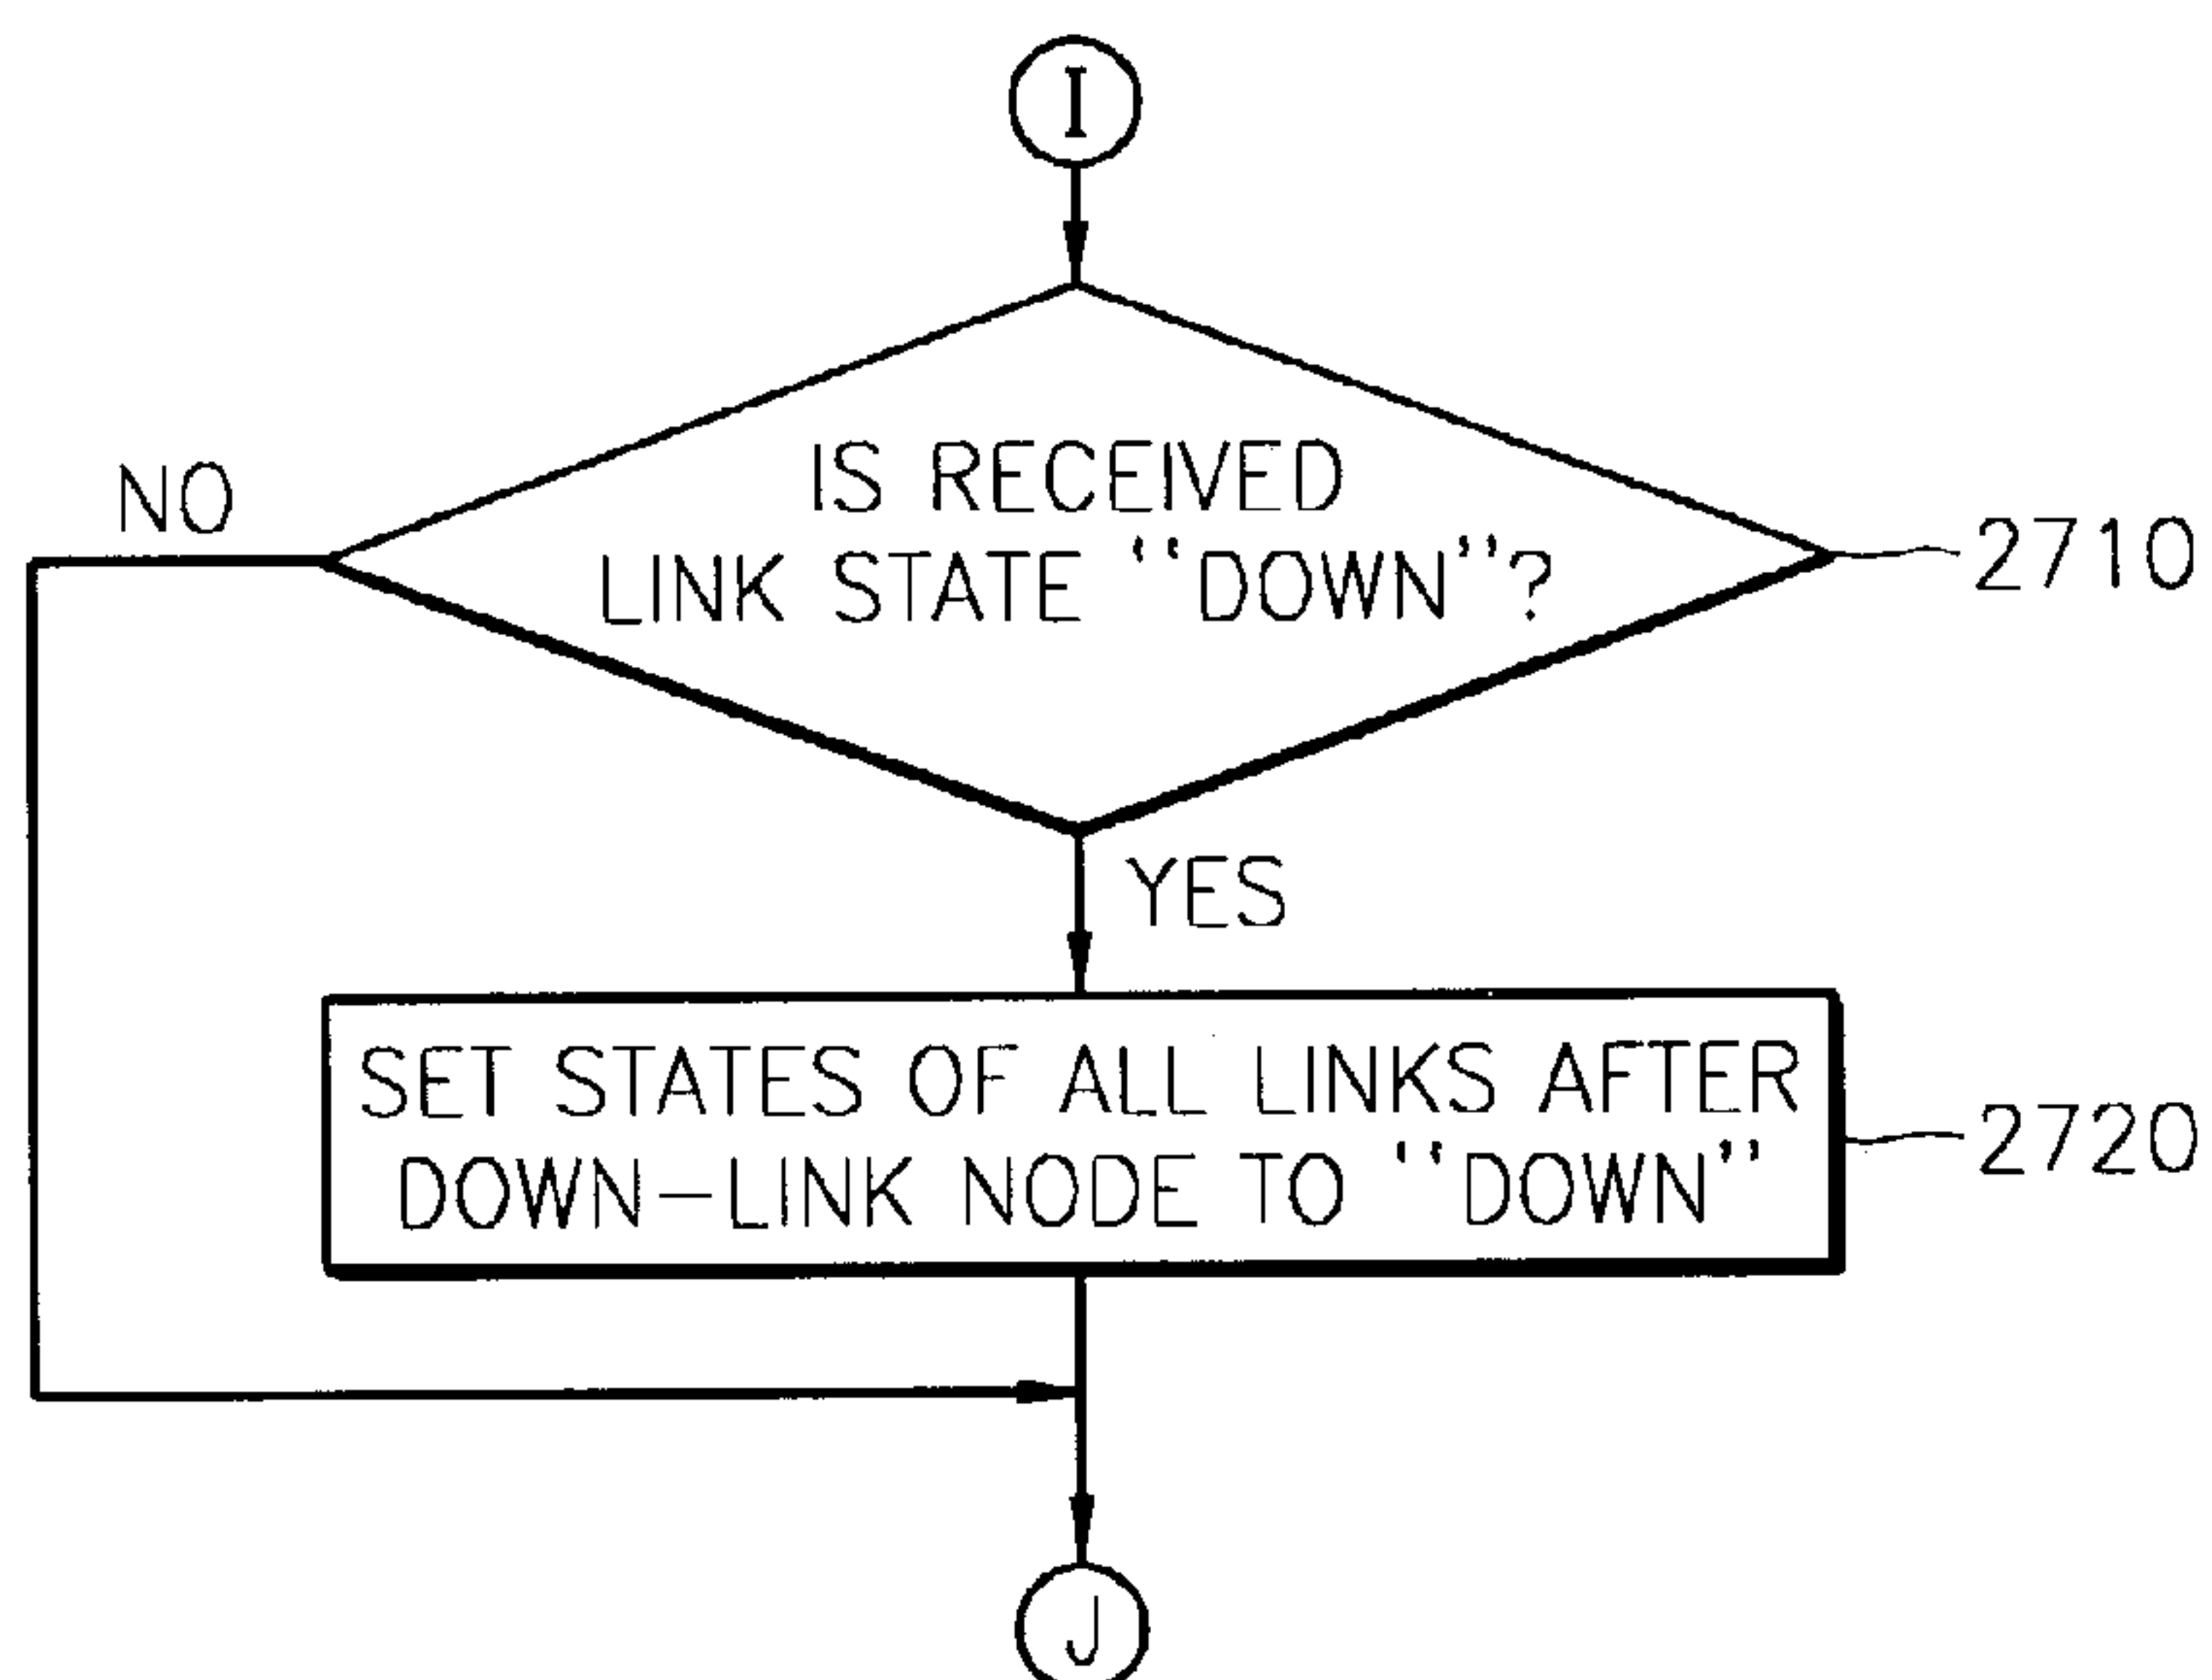 I
IS RECEIVED
LINK STATE ‘‘DOWN’’?
NO
2710
YES
SET STATES OF ALL LINKS AFTER
DOWN-LINK NODE TO ‘‘DOWN’’
2720
J